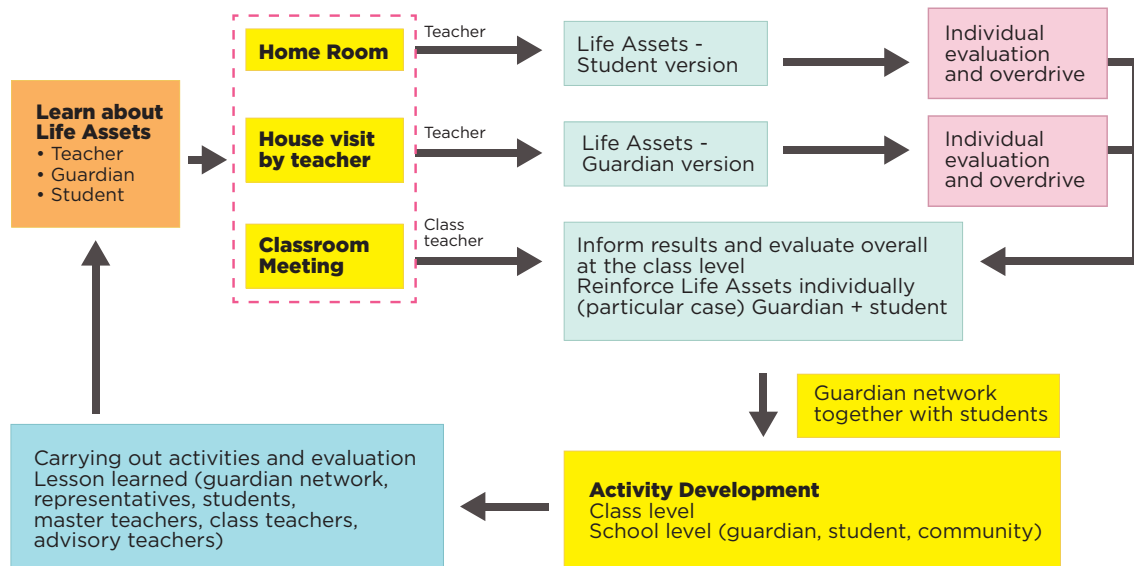 Learn about
Life Assets
• Teacher
• Guardian
• Student
Home Room
Teacher
Life Assets -
Student version
Individual
evaluation
and overdrive
House visit
by teacher
Teacher
Life Assets -
Guardian version
Individual
evaluation
and overdrive
Classroom
Meeting
Class
teacher
Inform results and evaluate overall
at the class level
Reinforce Life Assets individually
(particular case) Guardian + student
Guardian network
together with students
Activity Development
Class level
School level (guardian, student, community)
Carrying out activities and evaluation
Lesson learned (guardian network,
representatives, students,
master teachers, class teachers,
advisory teachers)